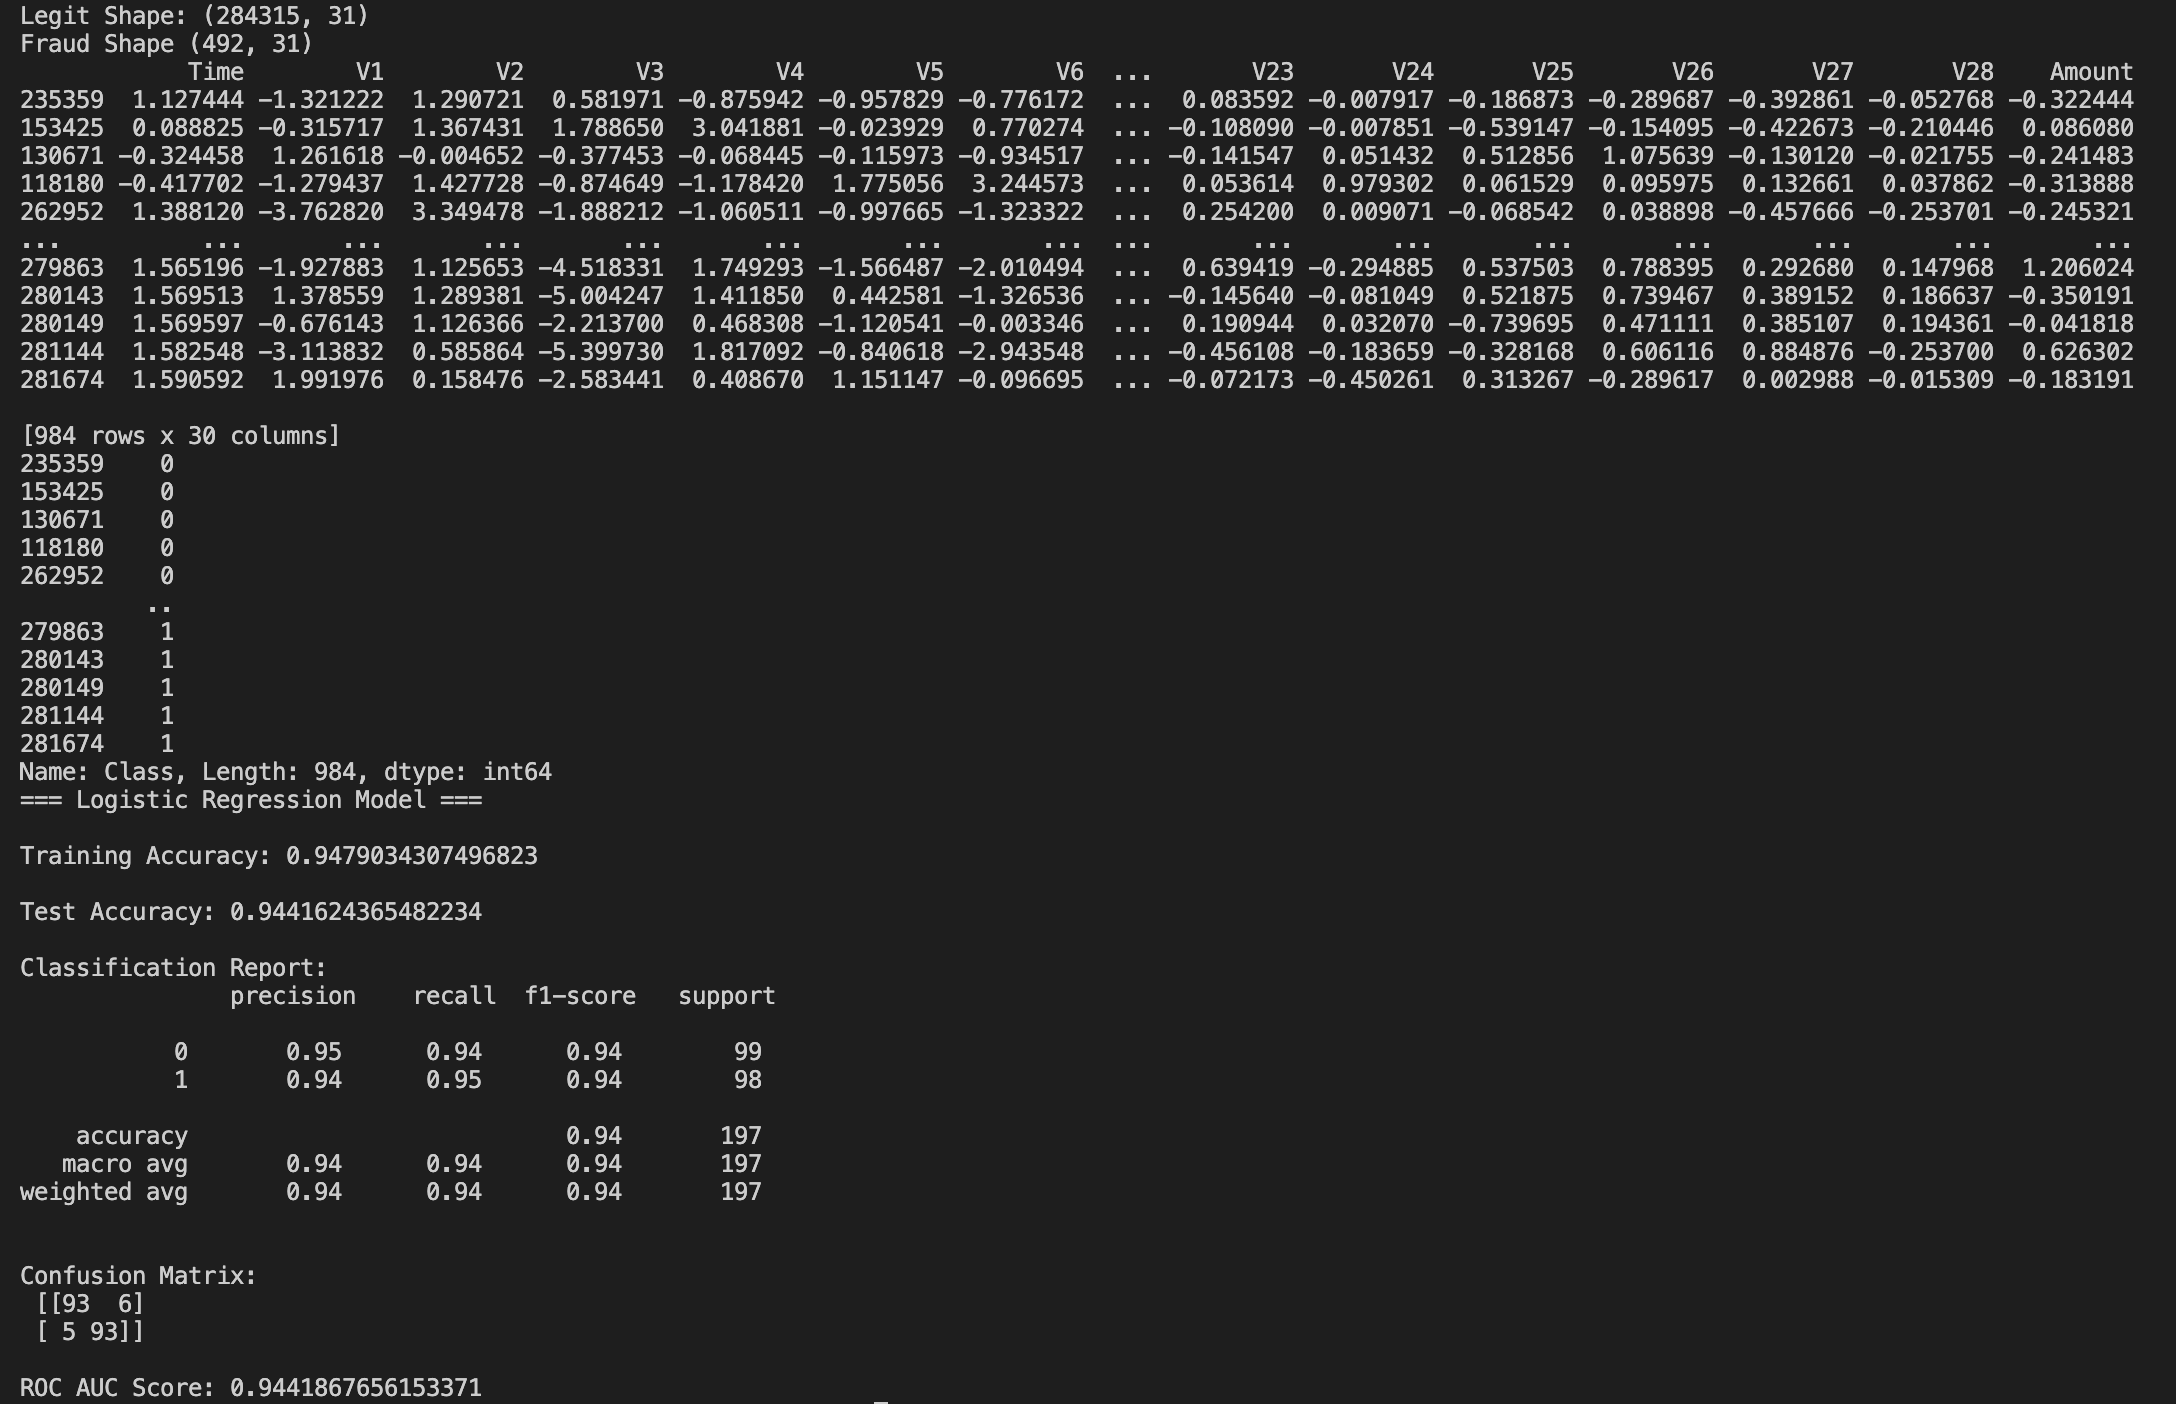 Legit Shape: (284315, 31)
Fraud Shape (492, 31)
            Time        V1        V2        V3        V4        V5        V6  ...       V23       V24       V25       V26       V27       V28    Amount
235359  1.127444 -1.321222  1.290721  0.581971 -0.875942 -0.957829 -0.776172  ...  0.083592 -0.007917 -0.186873 -0.289687 -0.392861 -0.052768 -0.322444
153425  0.088825 -0.315717  1.367431  1.788650  3.041881 -0.023929  0.770274  ... -0.108090 -0.007851 -0.539147 -0.154095 -0.422673 -0.210446  0.086080
130671 -0.324458  1.261618 -0.004652 -0.377453 -0.068445 -0.115973 -0.934517  ... -0.141547  0.051432  0.512856  1.075639 -0.130120 -0.021755 -0.241483
118180 -0.417702 -1.279437  1.427728 -0.874649 -1.178420  1.775056  3.244573  ...  0.053614  0.979302  0.061529  0.095975  0.132661  0.037862 -0.313888
262952  1.388120 -3.762820  3.349478 -1.888212 -1.060511 -0.997665 -1.323322  ...  0.254200  0.009071 -0.068542  0.038898 -0.457666 -0.253701 -0.245321
...          ...       ...       ...       ...       ...       ...       ...  ...       ...       ...       ...       ...       ...       ...       ...
279863  1.565196 -1.927883  1.125653 -4.518331  1.749293 -1.566487 -2.010494  ...  0.639419 -0.294885  0.537503  0.788395  0.292680  0.147968  1.206024
280143  1.569513  1.378559  1.289381 -5.004247  1.411850  0.442581 -1.326536  ... -0.145640 -0.081049  0.521875  0.739467  0.389152  0.186637 -0.350191
280149  1.569597 -0.676143  1.126366 -2.213700  0.468308 -1.120541 -0.003346  ...  0.190944  0.032070 -0.739695  0.471111  0.385107  0.194361 -0.041818
281144  1.582548 -3.113832  0.585864 -5.399730  1.817092 -0.840618 -2.943548  ... -0.456108 -0.183659 -0.328168  0.606116  0.884876 -0.253700  0.626302
281674  1.590592  1.991976  0.158476 -2.583441  0.408670  1.151147 -0.096695  ... -0.072173 -0.450261  0.313267 -0.289617  0.002988 -0.015309 -0.183191
[984 rows x 30 columns]
235359    0
153425    0
130671    0
118180    0
262952    0
         ..
279863    1
280143    1
280149    1
281144    1
281674    1
Name: Class, Length: 984, dtype: int64
=== Logistic Regression Model ===
Training Accuracy: 0.9479034307496823
Test Accuracy: 0.9441624365482234
Classification Report:
               precision    recall  f1-score   support
           0       0.95      0.94      0.94        99
           1       0.94      0.95      0.94        98
    accuracy                           0.94       197
   macro avg       0.94      0.94      0.94       197
weighted avg       0.94      0.94      0.94       197
Confusion Matrix:
 [[93  6]
 [ 5 93]]
ROC AUC Score: 0.9441867656153371